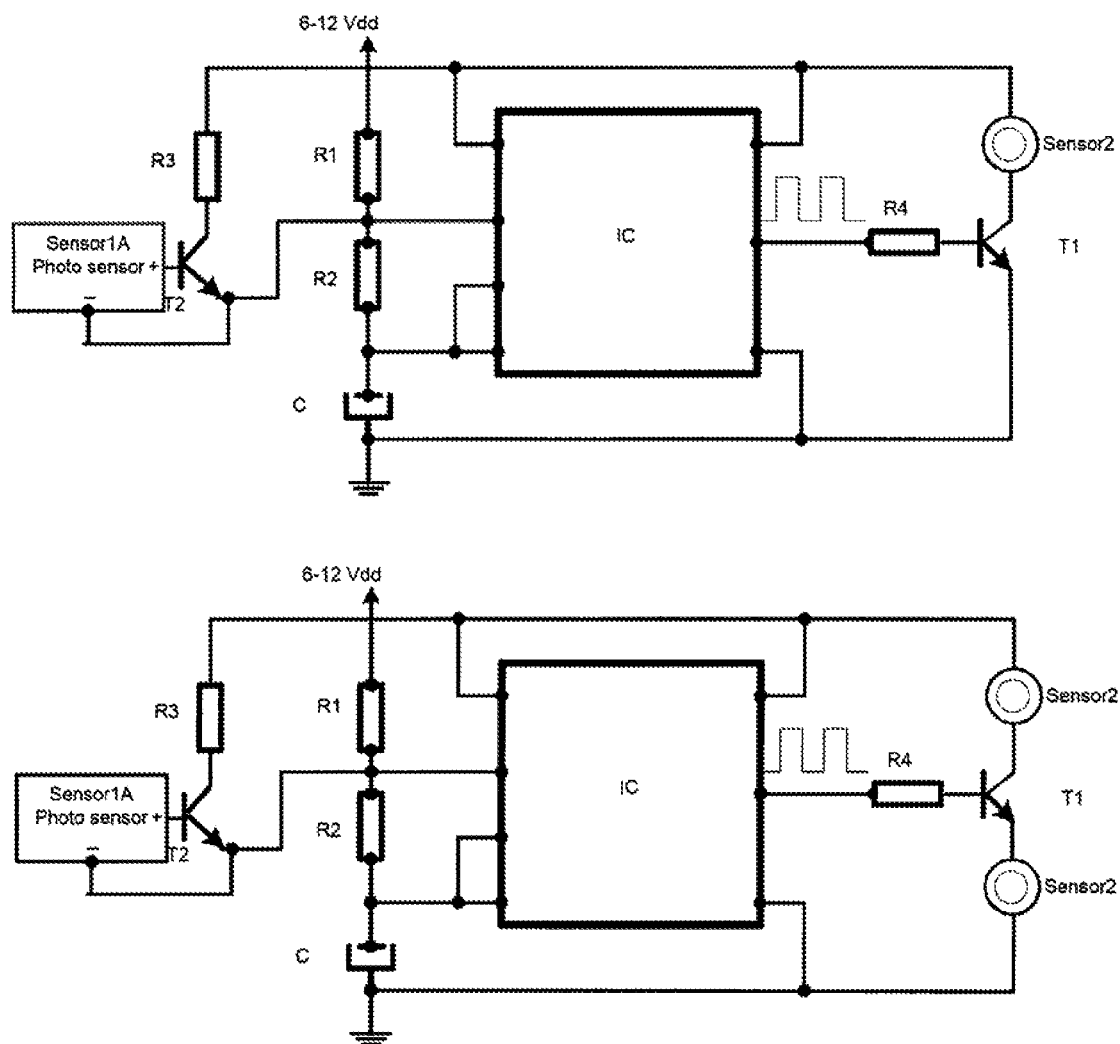 6-12 Vdd
R3
R1
Sensor2
IC
R4
Sensor1A
Photo sensor +
R2
T1
–
T2
C
6-12 Vdd
R3
R1
Sensor2
IC
R4
Sensor1A
Photo sensor +
R2
T1
–
T2
Sensor2
C